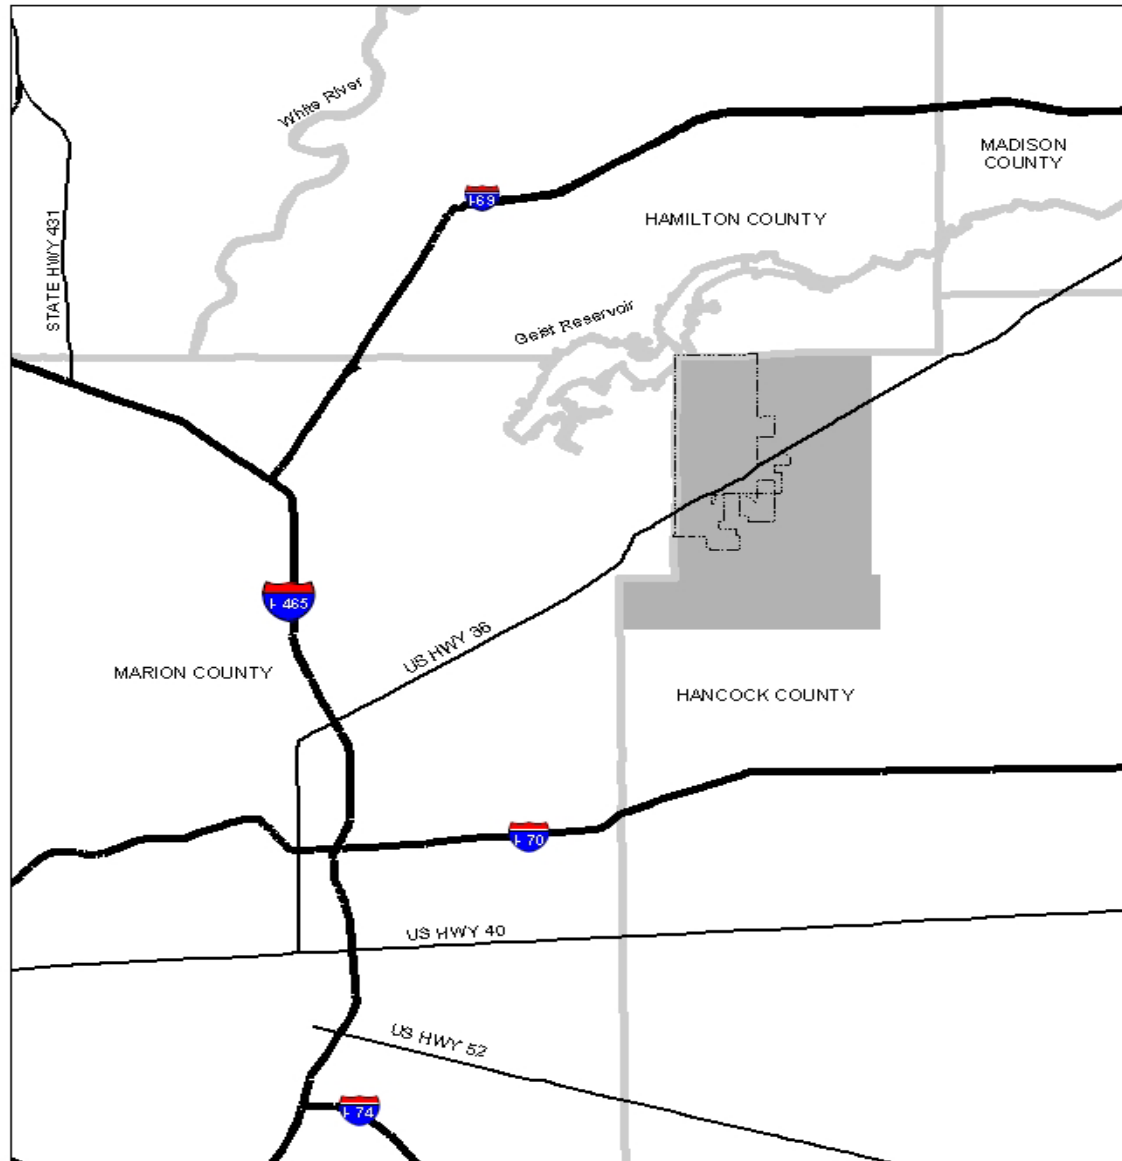 White River
MADISON
COUNTY
I-69
HAMILTON COUNTY
STATE HWY 431
Geist Reservoir
I-465
US HWY 36
MARION COUNTY
HANCOCK COUNTY
I-70
US HWY 40
US HWY 52
I-74